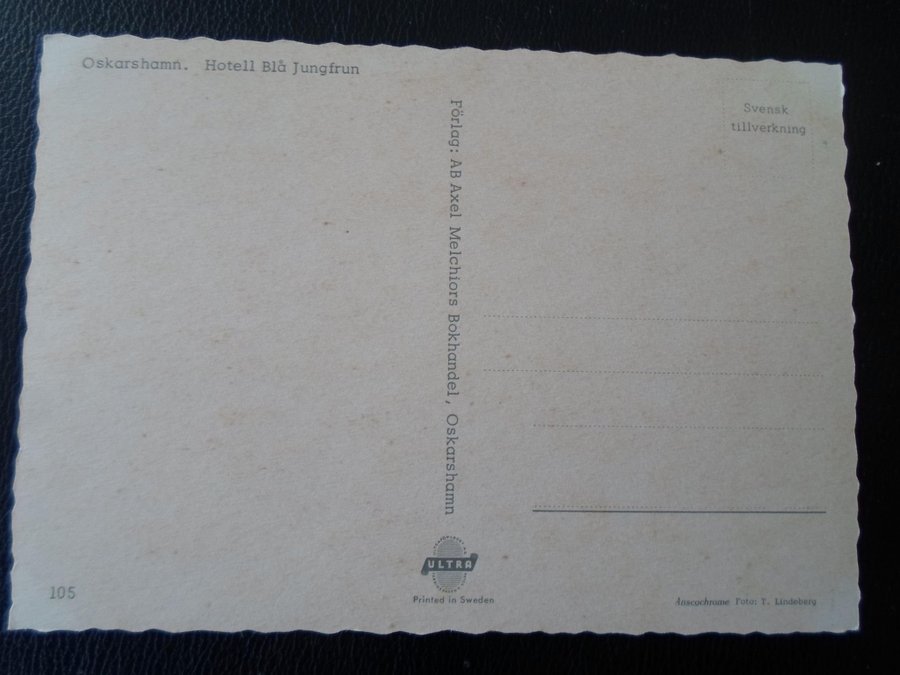 Oskarshamn. Hotell Blå Jungfrun
Svensk
tillverkning
Förlag: AB Axel Melchiors Bokhandel, Oskarshamn
ULTRA
Printed in Sweden
105
Anscochrome Foto: T. Lindeberg